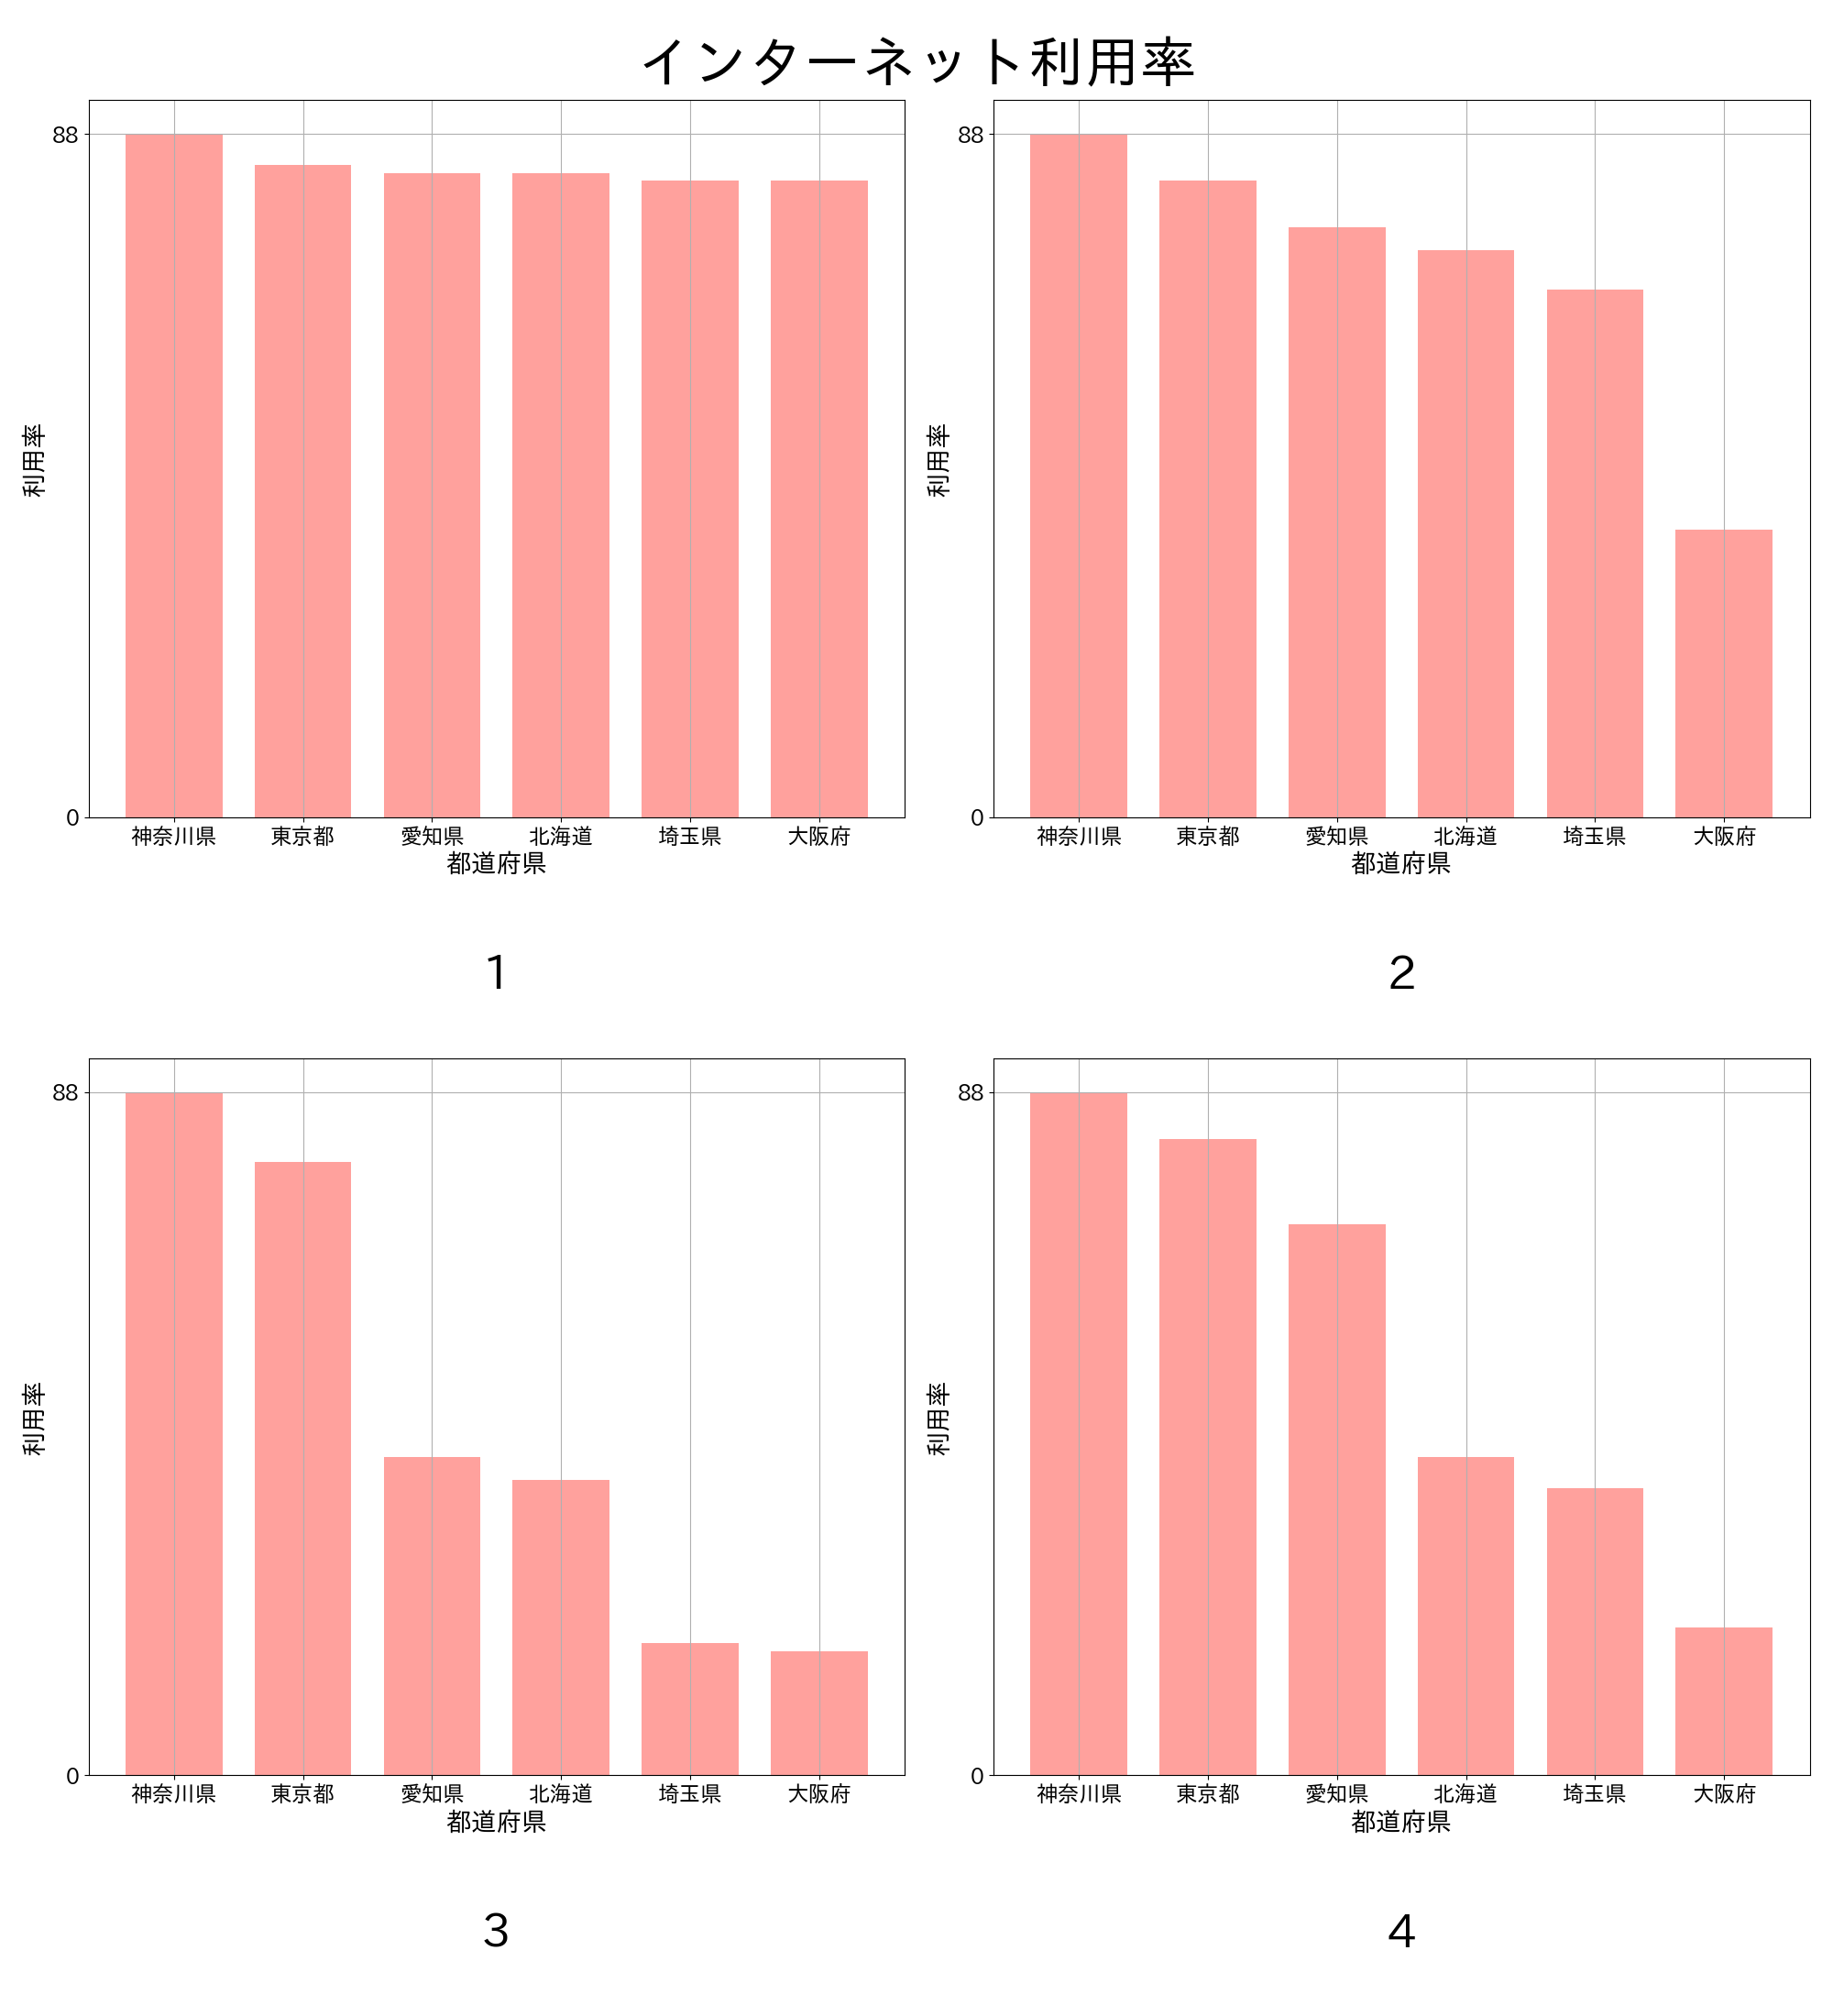 インターネット利用率
88
0
利用率
神奈川県 東京都 愛知県 北海道 埼玉県 大阪府
都道府県
1
88
0
利用率
神奈川県 東京都 愛知県 北海道 埼玉県 大阪府
都道府県
2
88
0
利用率
神奈川県 東京都 愛知県 北海道 埼玉県 大阪府
都道府県
3
88
0
利用率
神奈川県 東京都 愛知県 北海道 埼玉県 大阪府
都道府県
4